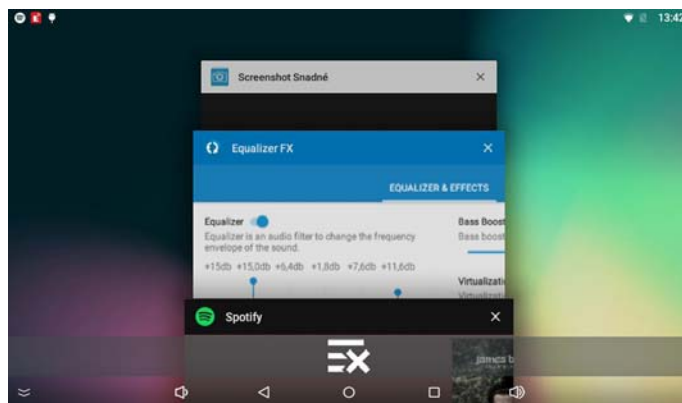 13:42
Screenshot Snadné
Equalizer FX
EQUALIZER & EFFECTS
Equalizer
Equalizer is an audio filter to change the frequency
envelope of the sound.
Bass Boost
Bass boost
+15db +15,0db +6,4db +1,8db +7,6db +11,6db
Virtualizati
Virtualizati
Spotify
james b